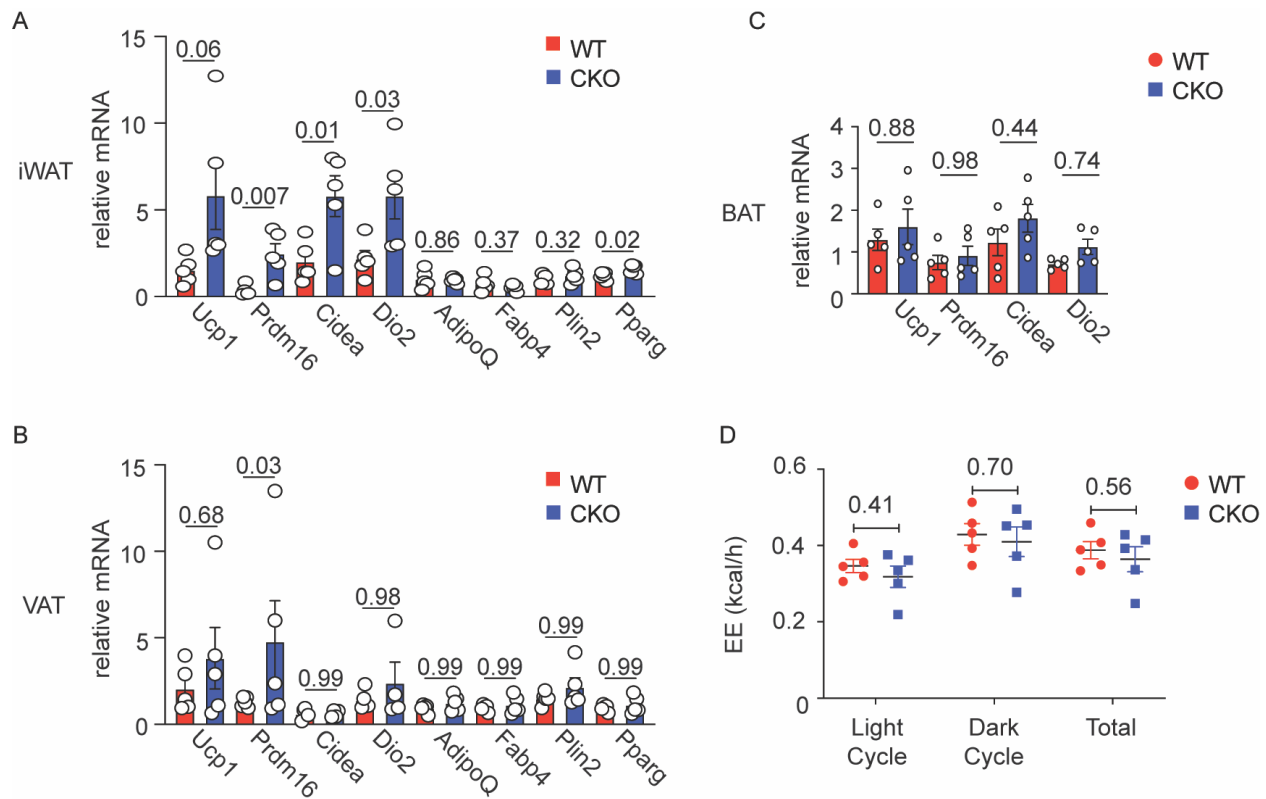 A
iWAT
relative mRNA
15
10
5
0
0.06
0.007
0.01
0.03
0.86
0.37
0.32
0.02
WT
CKO
Ucp1
Prdm16
Cidea
Dio2
AdipoQ
Fabp4
Plin2
Pparg
C
BAT
relative mRNA
4
3
2
1
0
0.88
0.98
0.44
0.74
WT
CKO
Ucp1
Prdm16
Cidea
Dio2
B
VAT
relative mRNA
15
10
5
0
0.68
0.03
0.99
0.98
0.99
0.99
0.99
0.99
WT
CKO
Ucp1
Prdm16
Cidea
Dio2
AdipoQ
Fabp4
Plin2
Pparg
D
EE (kcal/h)
0.6
0.4
0.2
0
0.41
0.70
0.56
WT
CKO
Light
Cycle
Dark
Cycle
Total